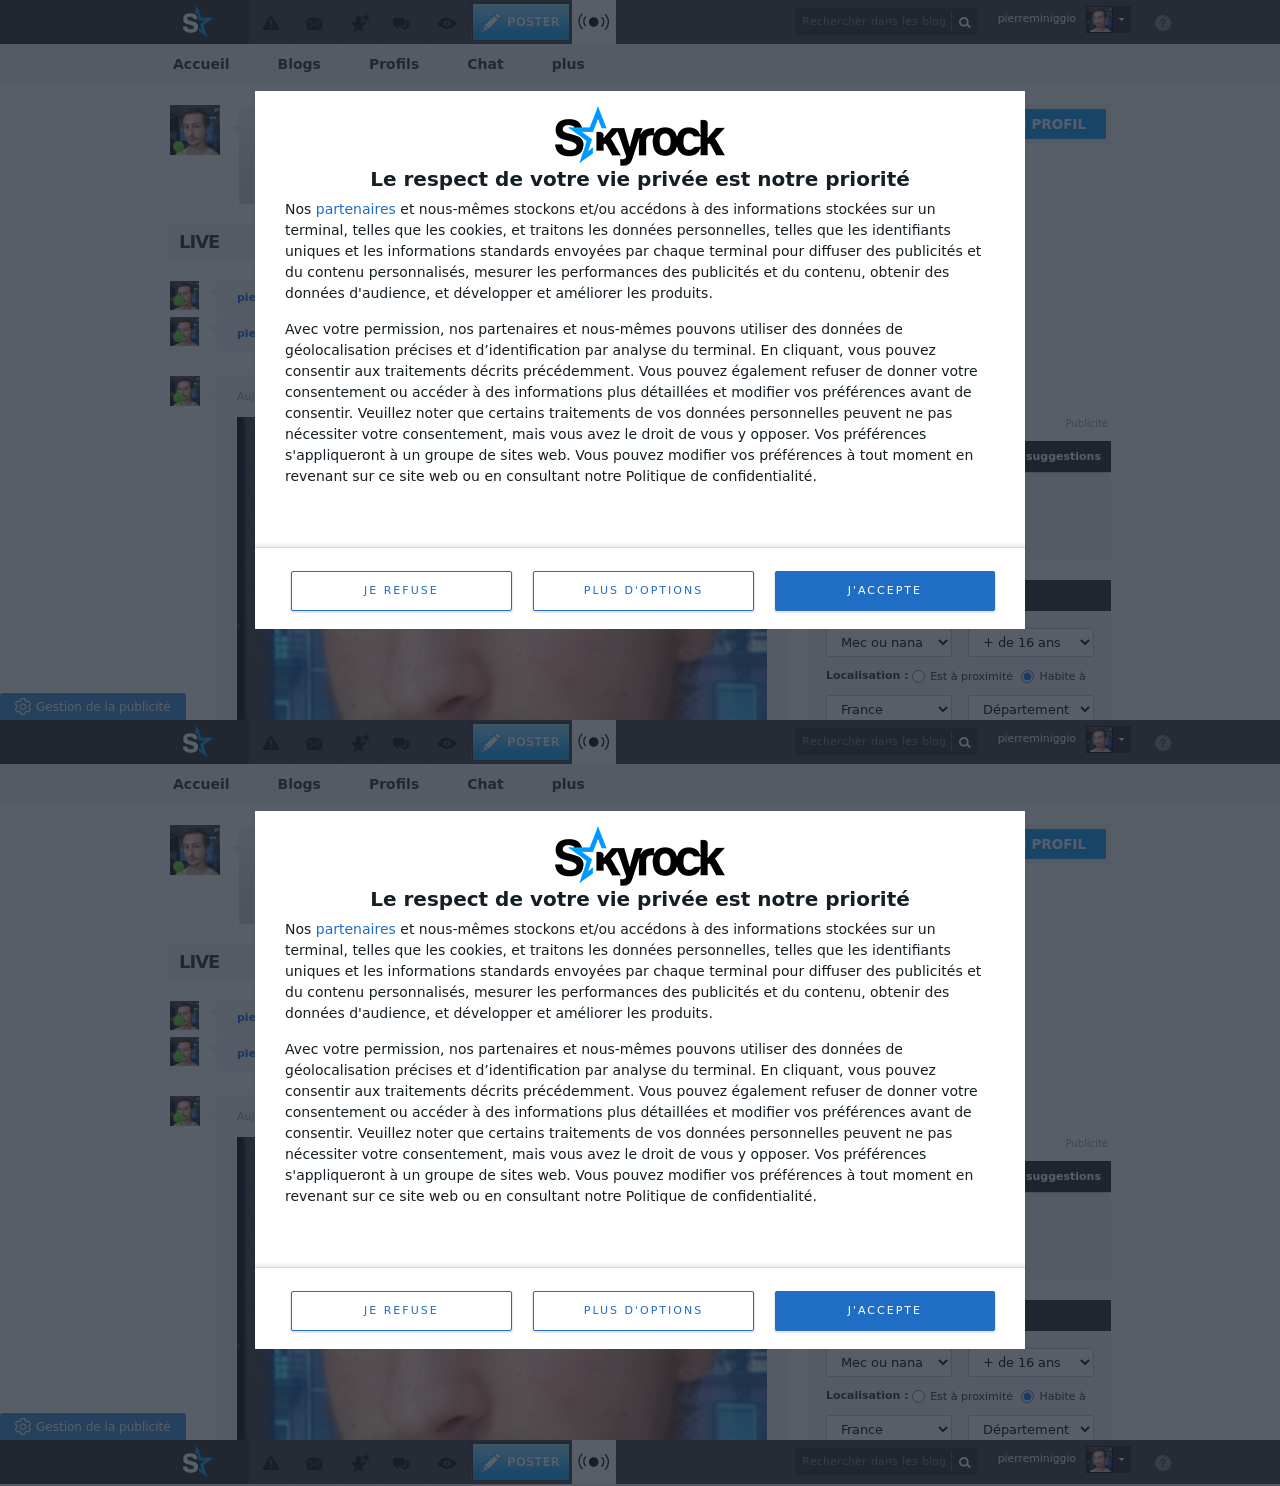 S POSTER Rechercher dans les blog pierreminiggio ?
Accueil Blogs Profils Chat plus
Skyrock PROFIL
Le respect de votre vie privée est notre priorité
Nos partenaires et nous-mêmes stockons et/ou accédons à des informations stockées sur un
terminal, telles que les cookies, et traitons les données personnelles, telles que les identifiants
uniques et les informations standards envoyées par chaque terminal pour diffuser des publicités et
du contenu personnalisés, mesurer les performances des publicités et du contenu, obtenir des
données d'audience, et développer et améliorer les produits.
LIVE
pie
pie
Avec votre permission, nos partenaires et nous-mêmes pouvons utiliser des données de
géolocalisation précises et d’identification par analyse du terminal. En cliquant, vous pouvez
consentir aux traitements décrits précédemment. Vous pouvez également refuser de donner votre
consentement ou accéder à des informations plus détaillées et modifier vos préférences avant de
consentir. Veuillez noter que certains traitements de vos données personnelles peuvent ne pas
nécessiter votre consentement, mais vous avez le droit de vous y opposer. Vos préférences
s'appliqueront à un groupe de sites web. Vous pouvez modifier vos préférences à tout moment en
revenant sur ce site web ou en consultant notre Politique de confidentialité.
Publicité
suggestions
JE REFUSE PLUS D'OPTIONS J'ACCEPTE
Mec ou nana + de 16 ans
Localisation : Est à proximité Habite à
France Département
Gestion de la publicité
S POSTER Rechercher dans les blog pierreminiggio ?
Accueil Blogs Profils Chat plus
Skyrock PROFIL
Le respect de votre vie privée est notre priorité
Nos partenaires et nous-mêmes stockons et/ou accédons à des informations stockées sur un
terminal, telles que les cookies, et traitons les données personnelles, telles que les identifiants
uniques et les informations standards envoyées par chaque terminal pour diffuser des publicités et
du contenu personnalisés, mesurer les performances des publicités et du contenu, obtenir des
données d'audience, et développer et améliorer les produits.
LIVE
pie
pie
Avec votre permission, nos partenaires et nous-mêmes pouvons utiliser des données de
géolocalisation précises et d’identification par analyse du terminal. En cliquant, vous pouvez
consentir aux traitements décrits précédemment. Vous pouvez également refuser de donner votre
consentement ou accéder à des informations plus détaillées et modifier vos préférences avant de
consentir. Veuillez noter que certains traitements de vos données personnelles peuvent ne pas
nécessiter votre consentement, mais vous avez le droit de vous y opposer. Vos préférences
s'appliqueront à un groupe de sites web. Vous pouvez modifier vos préférences à tout moment en
revenant sur ce site web ou en consultant notre Politique de confidentialité.
Publicité
suggestions
JE REFUSE PLUS D'OPTIONS J'ACCEPTE
Mec ou nana + de 16 ans
Localisation : Est à proximité Habite à
France Département
Gestion de la publicité
S POSTER Rechercher dans les blog pierreminiggio ?